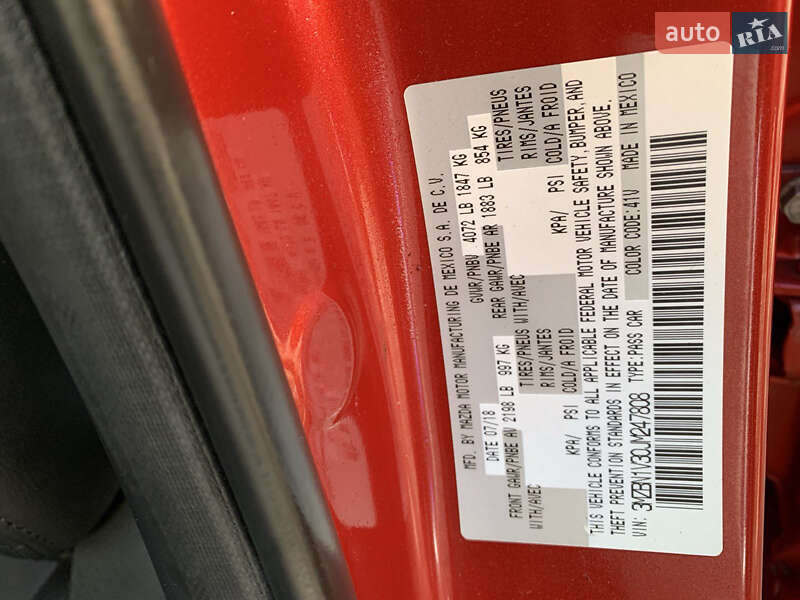 auto RIA .com
MFD. BY MAZDA MOTOR MANUFACTURING DE MEXICO S.A. DE C.V.
DATE 07/18 GVWR/PNBV 4072 LB 1847 KG
FRONT GAWR/PNBE AV 2198 LB 997 KG REAR GAWR/PNBE AR 1883 LB 854 KG
WITH/AVEC TIRES/PNEUS WITH/AVEC TIRES/PNEUS
RIMS/JANTES RIMS/JANTES
KPA/ PSI COLD/A FROID KPA/ PSI COLD/A FROID
THIS VEHICLE CONFORMS TO ALL APPLICABLE FEDERAL MOTOR VEHICLE SAFETY, BUMPER, AND
THEFT PREVENTION STANDARDS IN EFFECT ON THE DATE OF MANUFACTURE SHOWN ABOVE.
VIN: 3MZBN1V30JM247808 TYPE:PASS CAR COLOR CODE:41V MADE IN MEXICO